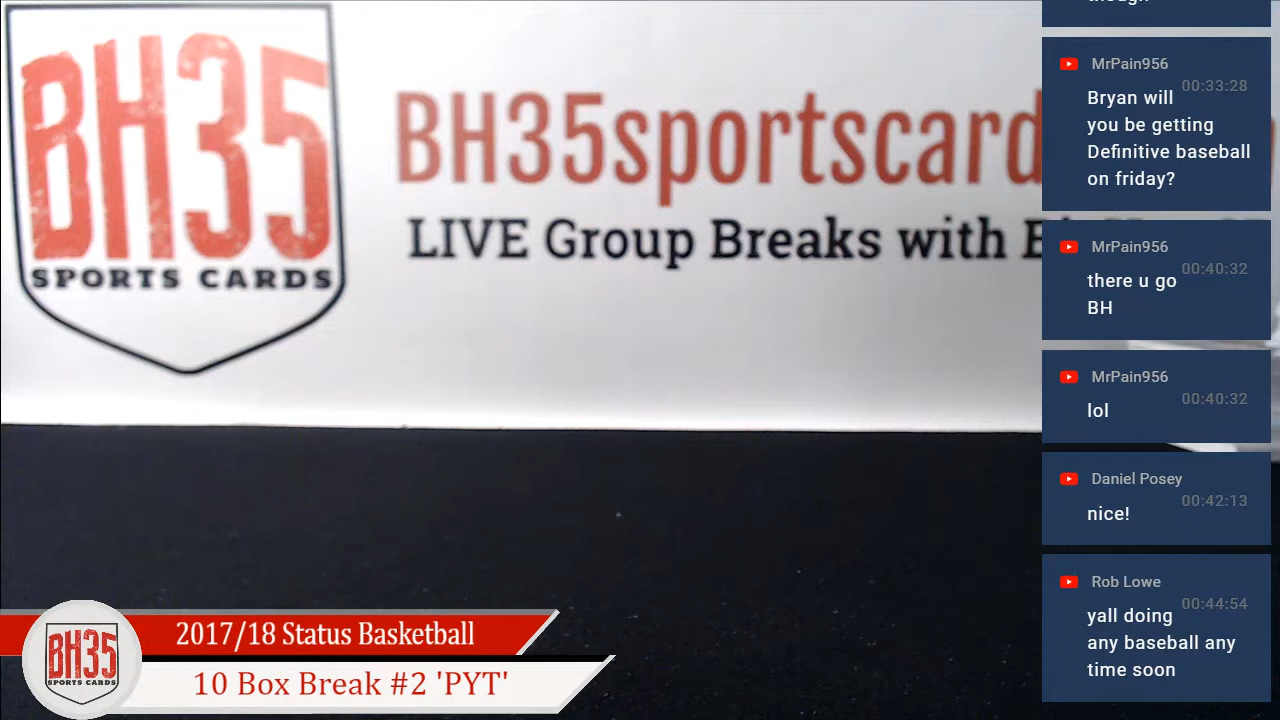 BH35
SPORTS CARDS
BH35sportscard
LIVE Group Breaks with
MrPain956
00:33:28
Bryan will
you be getting
Definitive baseball
on friday?
MrPain956
00:40:32
there u go
BH
MrPain956
00:40:32
lol
Daniel Posey
00:42:13
nice!
Rob Lowe
00:44:54
yall doing
any baseball any
time soon
2017/18 Status Basketball
10 Box Break #2 'PYT'
BH35
SPORTS CARDS